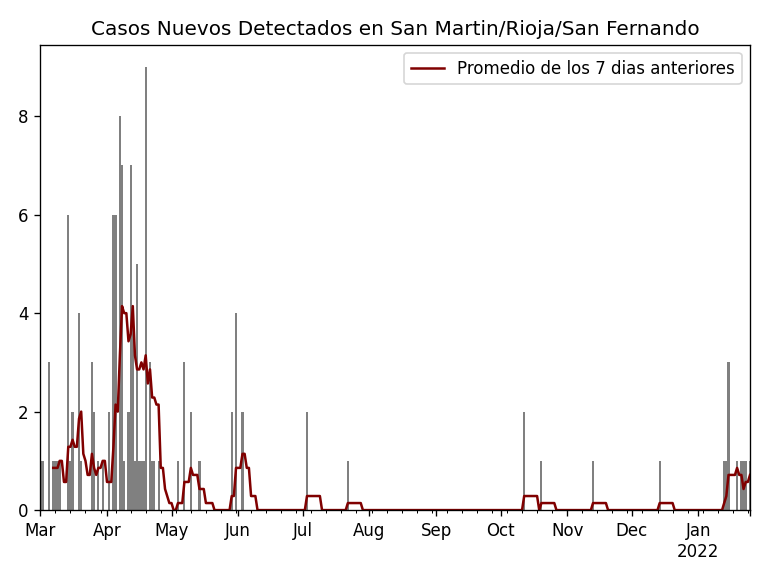 Casos Nuevos Detectados en San Martin/Rioja/San Fernando
Promedio de los 7 dias anteriores
8
6
4
2
0
Mar Apr May Jun Jul Aug Sep Oct Nov Dec Jan
2022